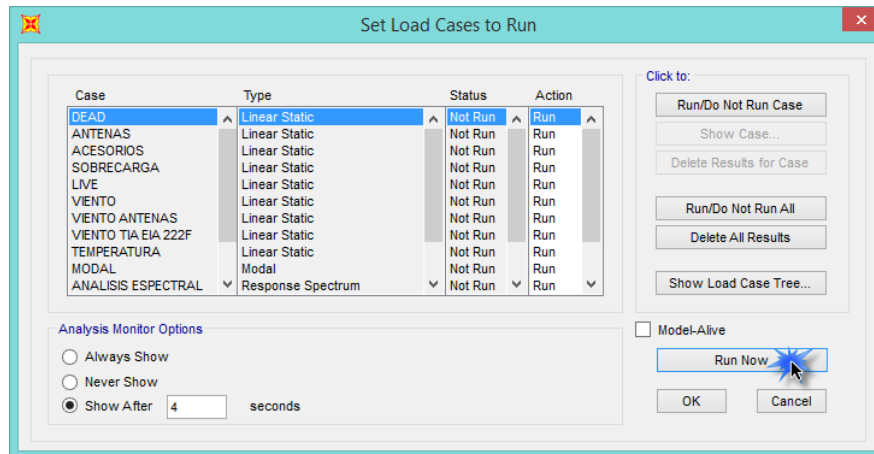 Set Load Cases to Run
Case Type Status Action
DEAD Linear Static Not Run Run
ANTENAS Linear Static Not Run Run
ACESORIOS Linear Static Not Run Run
SOBRECARGA Linear Static Not Run Run
LIVE Linear Static Not Run Run
VIENTO Linear Static Not Run Run
VIENTO ANTENAS Linear Static Not Run Run
VIENTO TIA EIA 222F Linear Static Not Run Run
TEMPERATURA Linear Static Not Run Run
MODAL Modal Not Run Run
ANALISIS ESPECTRAL Response Spectrum Not Run Run
Click to:
Run/Do Not Run Case
Show Case...
Delete Results for Case
Run/Do Not Run All
Delete All Results
Show Load Case Tree...
Analysis Monitor Options
Always Show
Never Show
Show After 4 seconds
Model-Alive
Run Now
OK Cancel